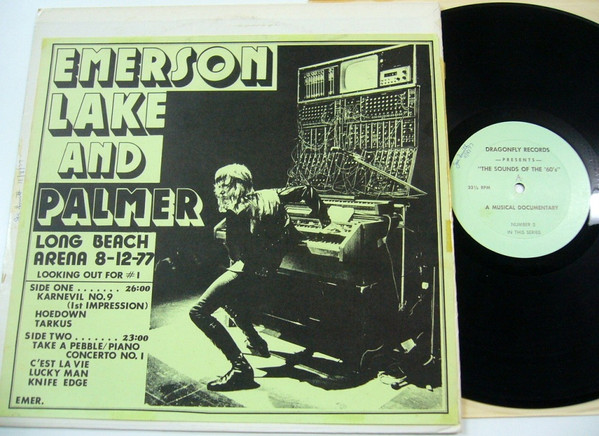 EMERSON
LAKE
AND
PALMER
LONG BEACH
ARENA 8-12-77
LOOKING OUT FOR #1
SIDE ONE . . . . . . . 26:00
KARNEVIL NO. 9
(1st IMPRESSION)
HOEDOWN
TARKUS
SIDE TWO . . . . . . . 23:00
TAKE A PEBBLE/PIANO
CONCERTO NO. 1
C'EST LA VIE
LUCKY MAN
KNIFE EDGE
EMER.
DRAGONFLY RECORDS
—PRESENTS—
"THE SOUNDS OF THE '60's"
33⅓ RPM
A MUSICAL DOCUMENTARY
IN THIS SERIES